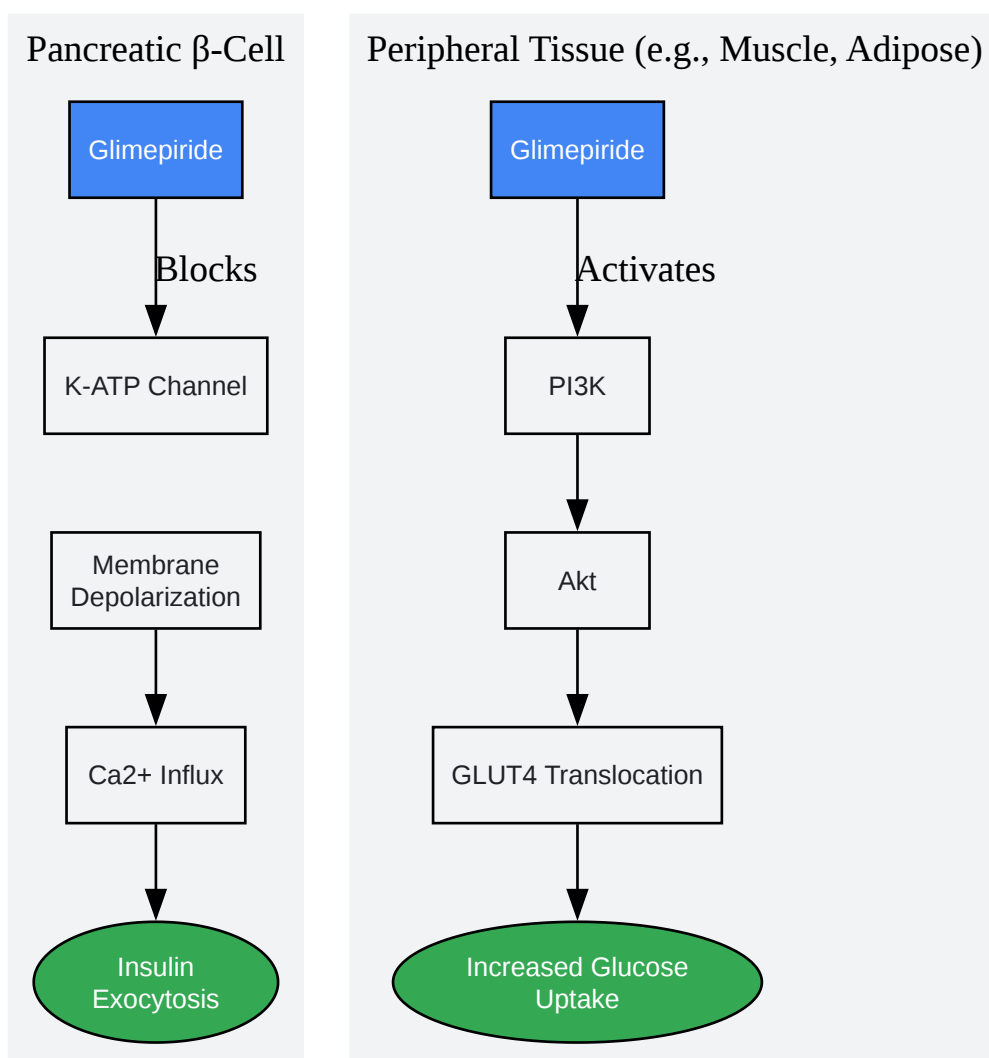 Pancreatic β-Cell
Glimepiride
Blocks
K-ATP Channel
Membrane
Depolarization
Ca2+ Influx
Insulin
Exocytosis
Peripheral Tissue (e.g., Muscle, Adipose)
Glimepiride
Activates
PI3K
Akt
GLUT4 Translocation
Increased Glucose
Uptake